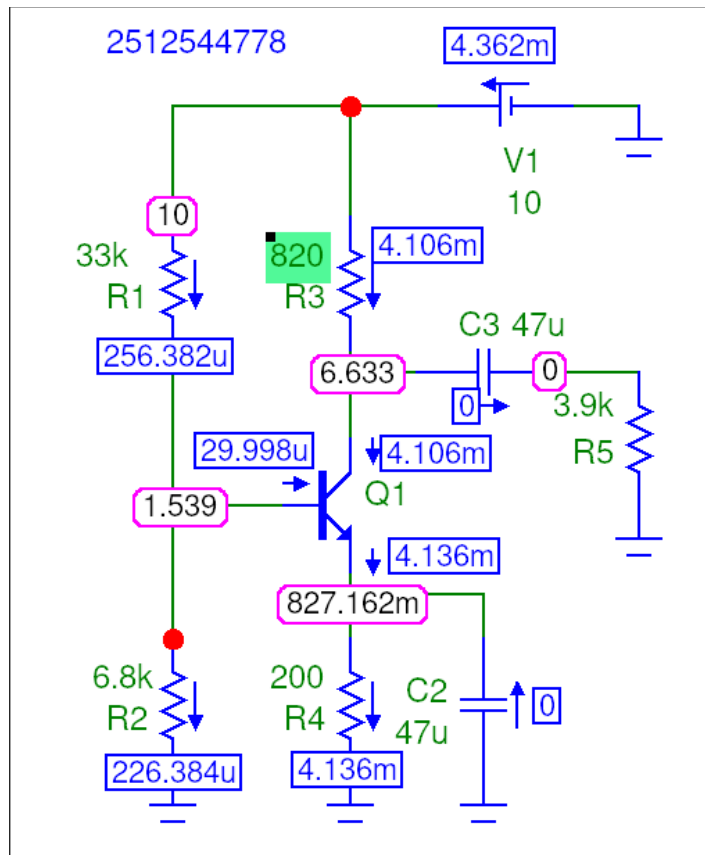 2512544778
4.362m
V1
10
10
33k
R1
256.382u
820
R3
4.106m
C3 47u
6.633
0
0
3.9k
R5
29.998u
4.106m
Q1
1.539
4.136m
827.162m
6.8k
R2
226.384u
200
R4
4.136m
C2
47u
0